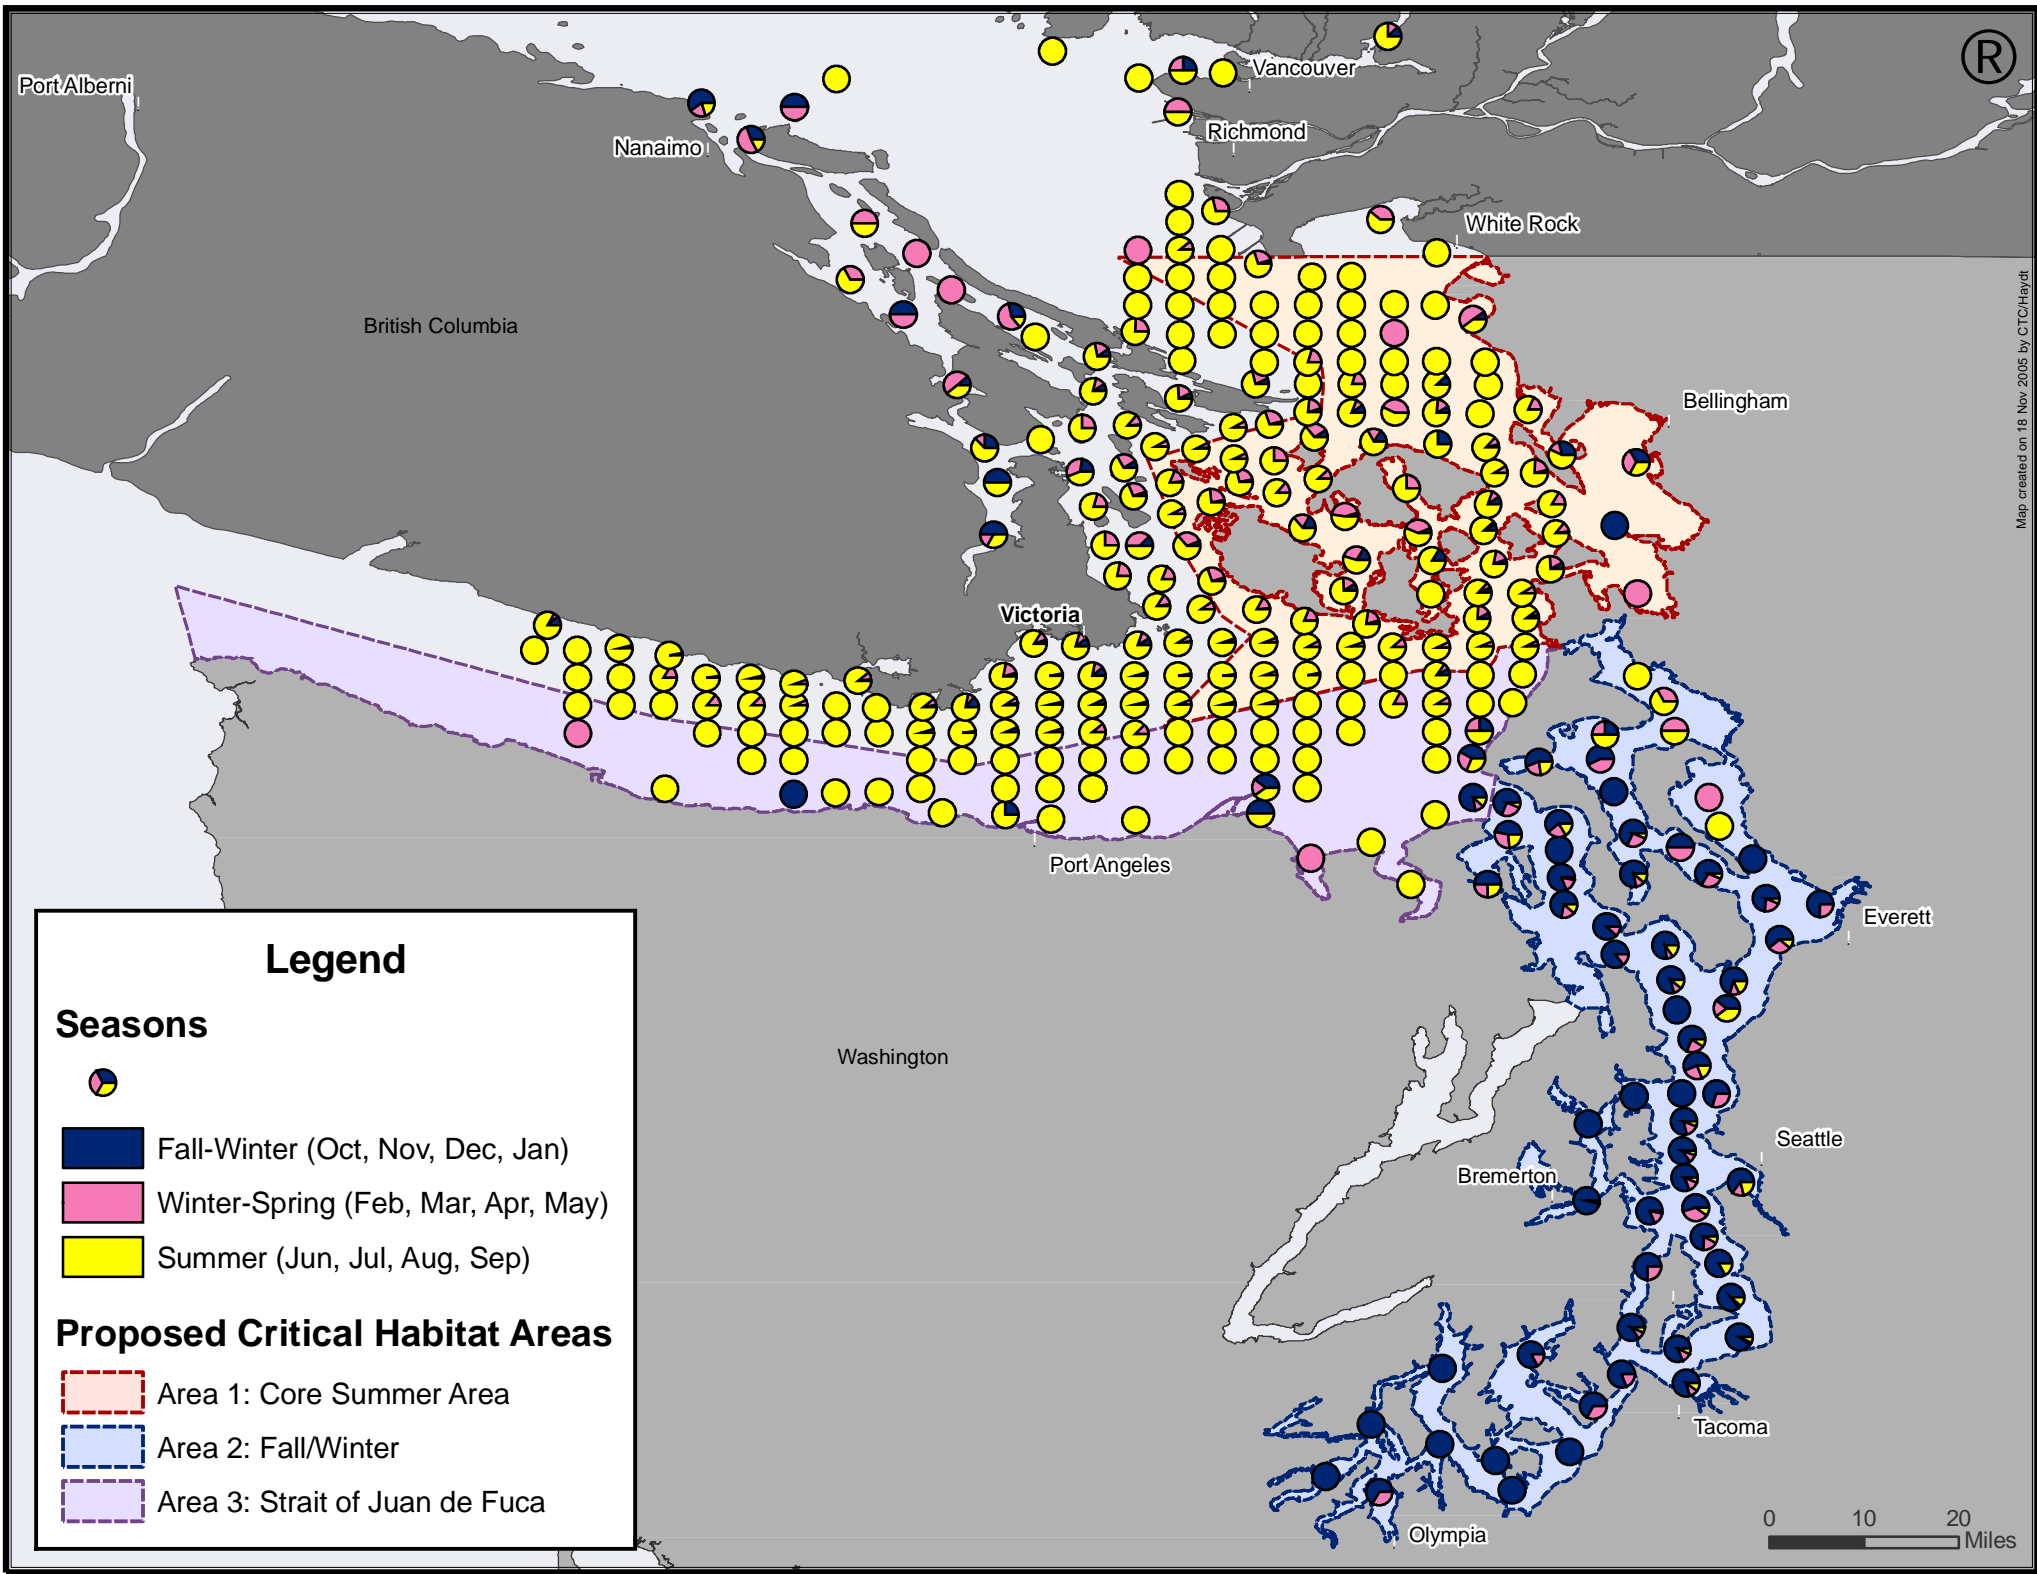 ®
Port Alberni
Vancouver
Richmond
Nanaimo
White Rock
British Columbia
Map created on 18 Nov 2005 by CTC/Haydt
Bellingham
Victoria
Port Angeles
Everett
Legend
Seasons
Washington
Seattle
Fall-Winter (Oct, Nov, Dec, Jan)
Bremerton
Winter-Spring (Feb, Mar, Apr, May)
Summer (Jun, Jul, Aug, Sep)
Proposed Critical Habitat Areas
Area 1: Core Summer Area
Tacoma
Area 2: Fall/Winter
Area 3: Strait of Juan de Fuca
Olympia
0 10 20
Miles